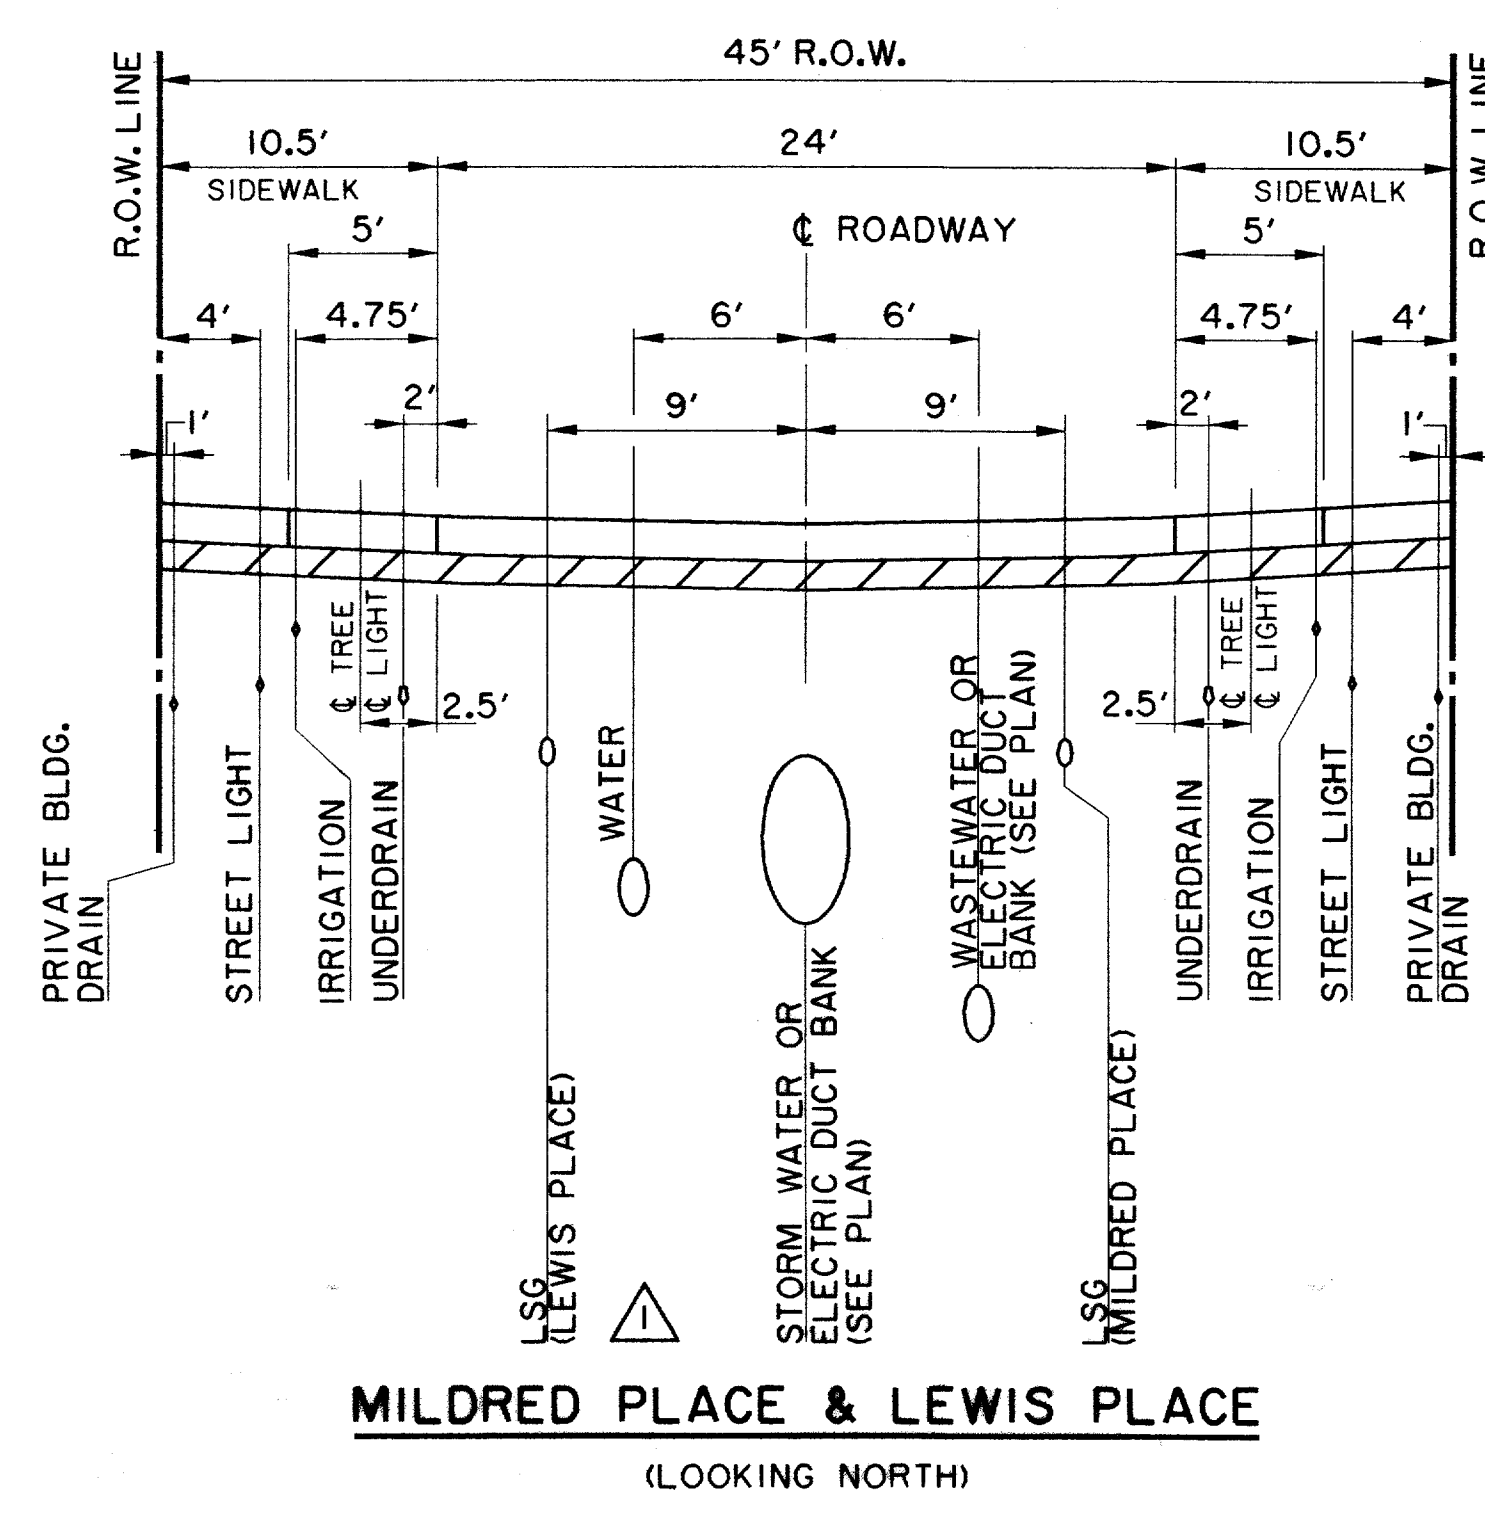 45' R.O.W.
R.O.W. LINE
R.O.W. LINE
10.5'
24'
10.5'
SIDEWALK
SIDEWALK
5'
℄ ROADWAY
5'
4'
4.75'
6'
6'
4.75'
4'
2'
9'
9'
2'
1'
1'
℄ TREE
℄ LIGHT
℄ TREE
℄ LIGHT
2.5'
2.5'
PRIVATE BLDG.
DRAIN
STREET LIGHT
IRRIGATION
UNDERDRAIN
WATER
WASTEWATER OR
ELECTRIC DUCT
BANK (SEE PLAN)
UNDERDRAIN
IRRIGATION
STREET LIGHT
PRIVATE BLDG.
DRAIN
LSG
(LEWIS PLACE)
1
STORM WATER OR
ELECTRIC DUCT BANK
(SEE PLAN)
LSG
(MILDRED PLACE)
MILDRED PLACE & LEWIS PLACE
(LOOKING NORTH)